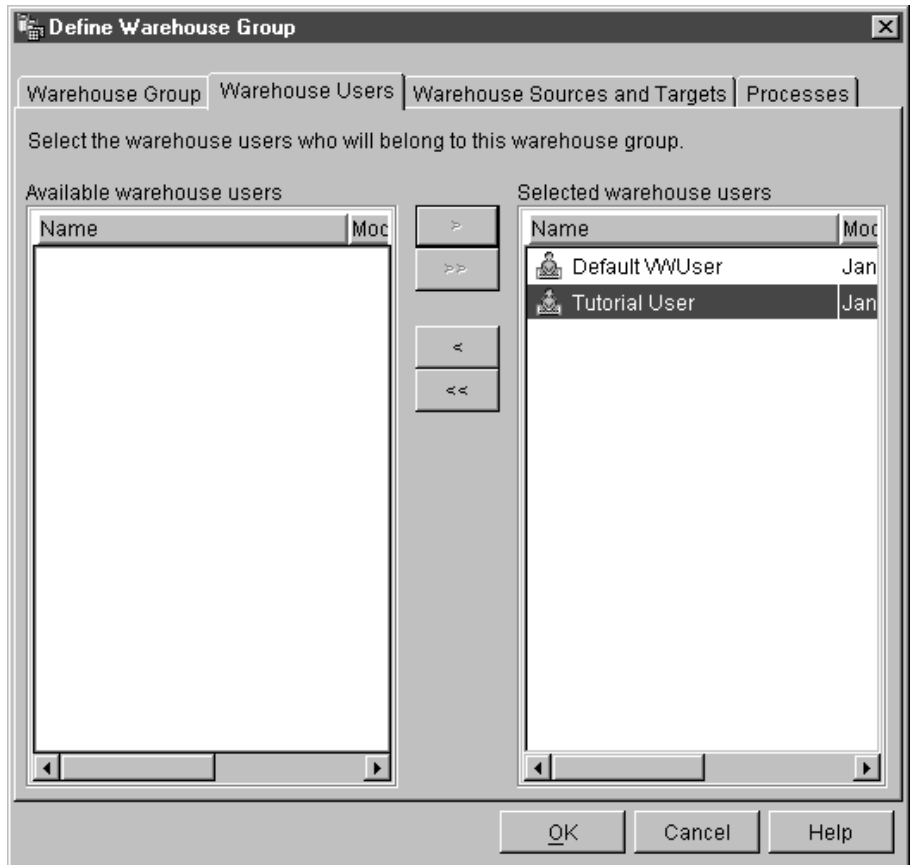 Define Warehouse Group
Warehouse Group Warehouse Users Warehouse Sources and Targets Processes
Select the warehouse users who will belong to this warehouse group.
Available warehouse users
Selected warehouse users
Name Moc
>
>>
<
<<
Name Moc
Default VWUser Jan
Tutorial User Jan
OK Cancel Help